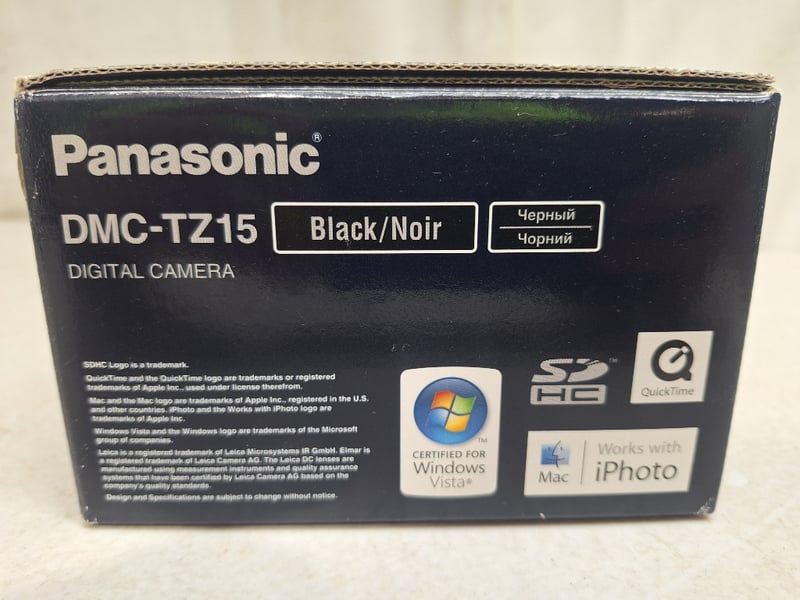 Panasonic®
DMC-TZ15
Black/Noir
Черный
Чорний
DIGITAL CAMERA
SDHC Logo is a trademark.
QuickTime and the QuickTime logo are trademarks or registered
trademarks of Apple Inc., used under license therefrom.
Mac and the Mac logo are trademarks of Apple Inc., registered in the U.S.
and other countries. iPhoto and the Works with iPhoto logo are
trademarks of Apple Inc.
Windows Vista and the Windows logo are trademarks of the Microsoft
group of companies.
Leica is a registered trademark of Leica Microsystems IR GmbH. Elmar is
a registered trademark of Leica Camera AG. The Leica DC lenses are
manufactured using measurement instruments and quality assurance
systems that have been certified by Leica Camera AG based on the
company's quality standards.
Design and Specifications are subject to change without notice.
TM
CERTIFIED FOR
Windows
Vista®
SD™
HC
QuickTime
Mac
Works with
iPhoto